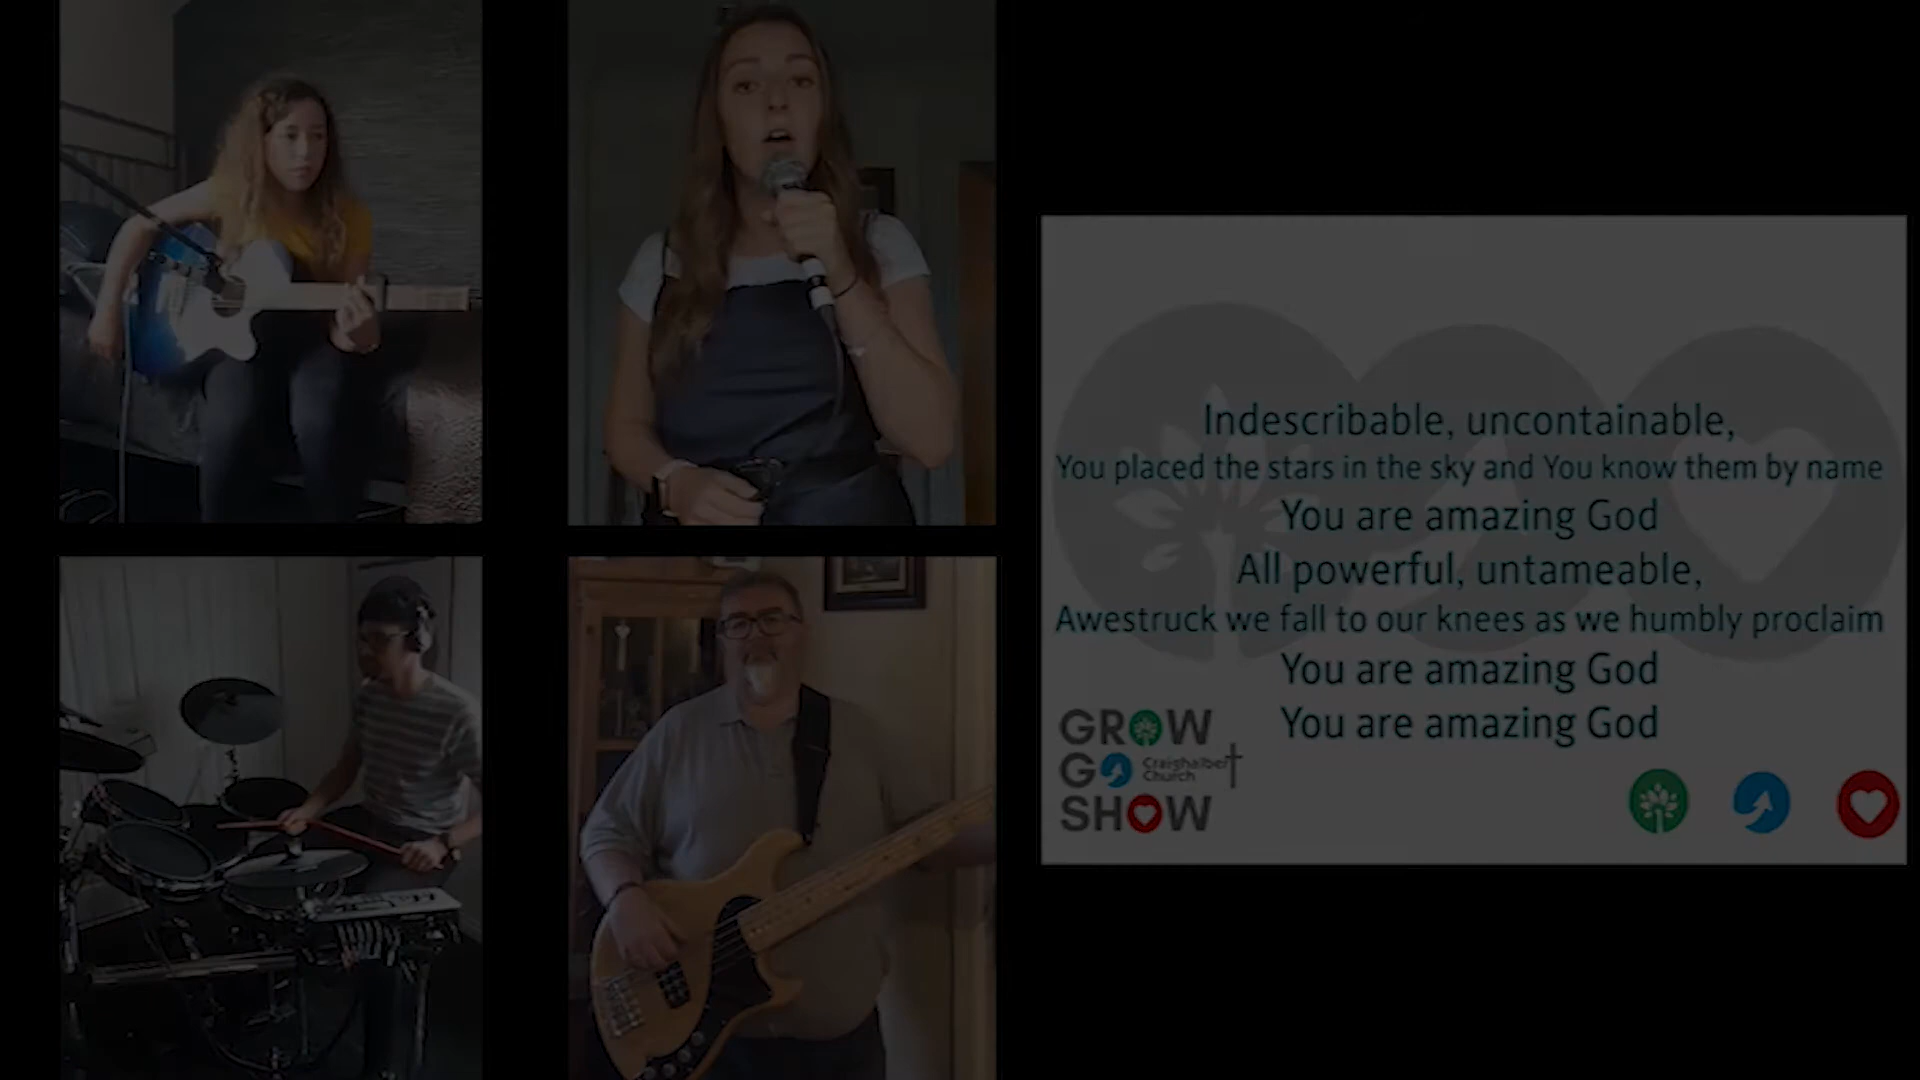 Indescribable, uncontainable,
You placed the stars in the sky and You know them by name
You are amazing God
All powerful, untameable,
Awestruck we fall to our knees as we humbly proclaim
You are amazing God
You are amazing God
GROW
GO
Craighalbert
Church
SHOW